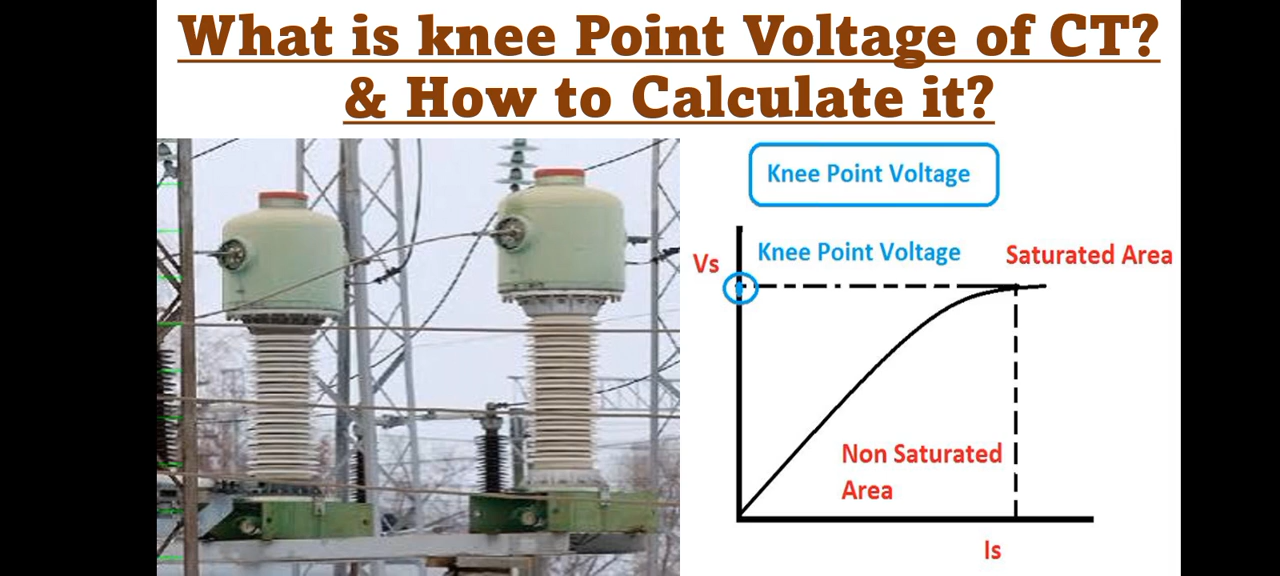 What is knee Point Voltage of CT?
& How to Calculate it?
Knee Point Voltage
Knee Point Voltage
Saturated Area
Vs
Non Saturated
Area
Is